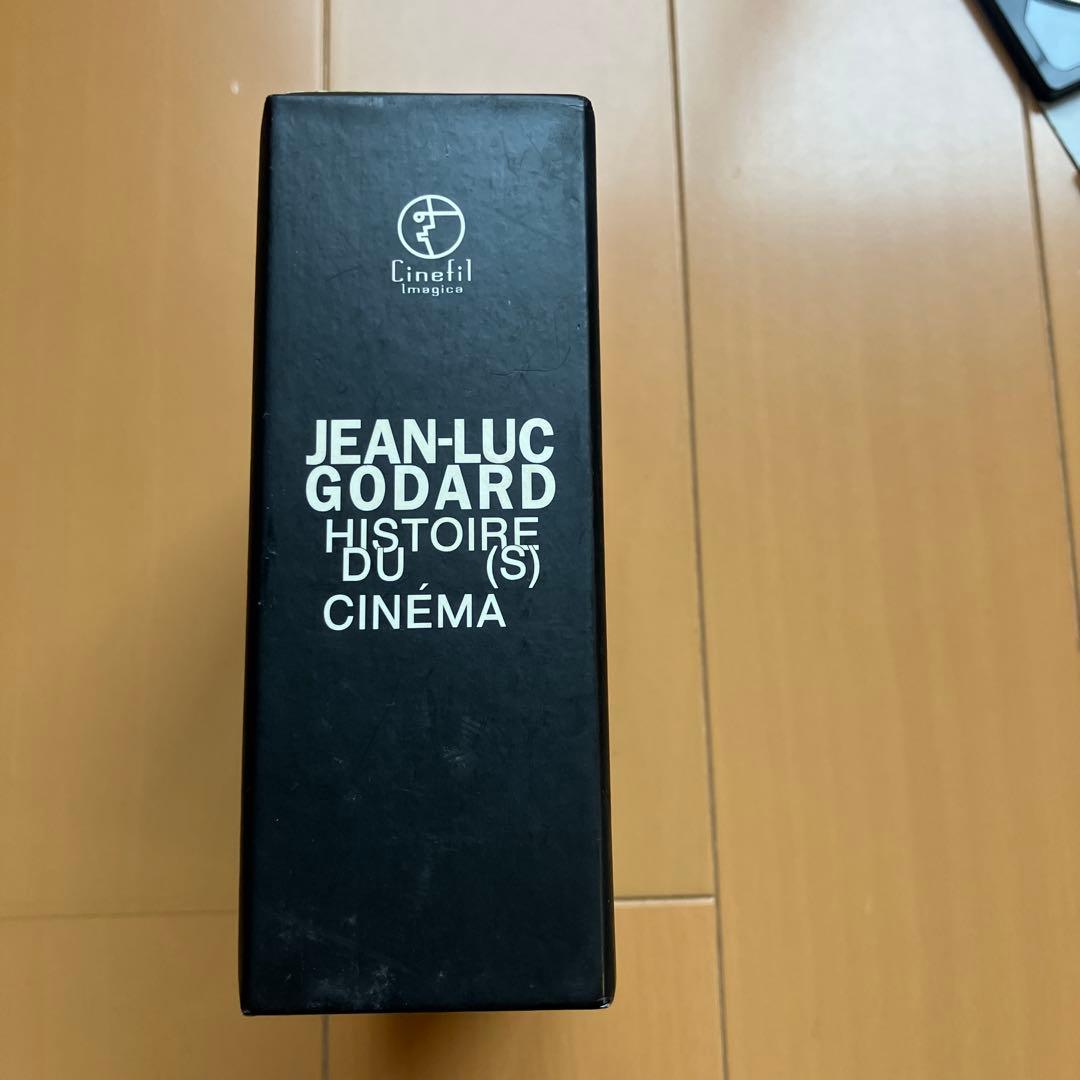 Cinefil
Imagica
JEAN-LUC
GODARD
HISTOIRE
DU (S)
CINÉMA